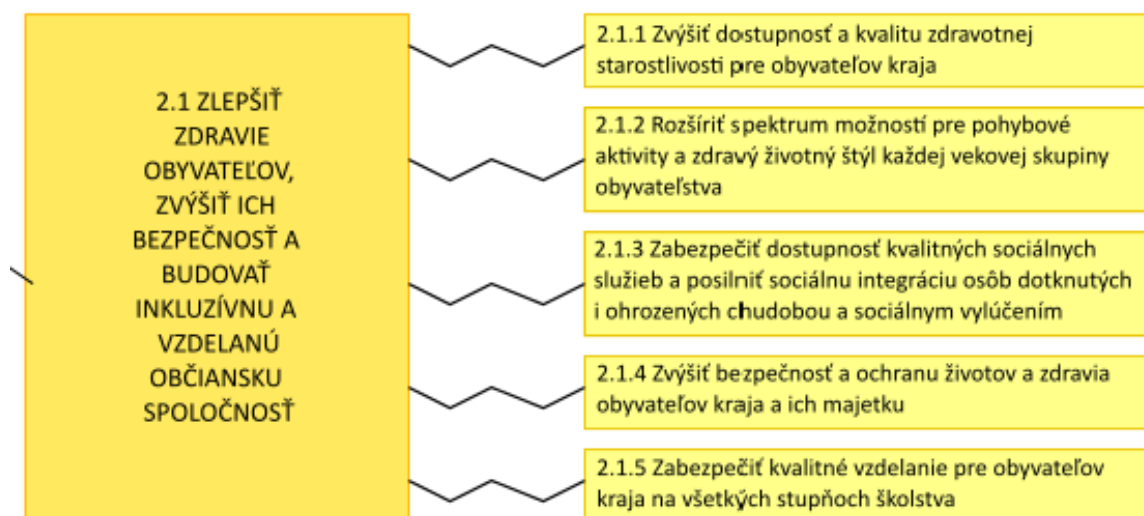 2.1 ZLEPŠIŤ
ZDRAVIE
OBYVATEĽOV,
ZVÝŠIŤ ICH
BEZPEČNOSŤ A
BUDOVAŤ
INKLUZÍVNU A
VZDELANÚ
OBČIANSKU
SPOLOČNOSŤ
2.1.1 Zvýšiť dostupnosť a kvalitu zdravotnej
starostlivosti pre obyvateľov kraja
2.1.2 Rozšíriť spektrum možností pre pohybové
aktivity a zdravý životný štýl každej vekovej skupiny
obyvateľstva
2.1.3 Zabezpečiť dostupnosť kvalitných sociálnych
služieb a posilniť sociálnu integráciu osôb dotknutých
i ohrozených chudobou a sociálnym vylúčením
2.1.4 Zvýšiť bezpečnosť a ochranu životov a zdravia
obyvateľov kraja a ich majetku
2.1.5 Zabezpečiť kvalitné vzdelanie pre obyvateľov
kraja na všetkých stupňoch školstva